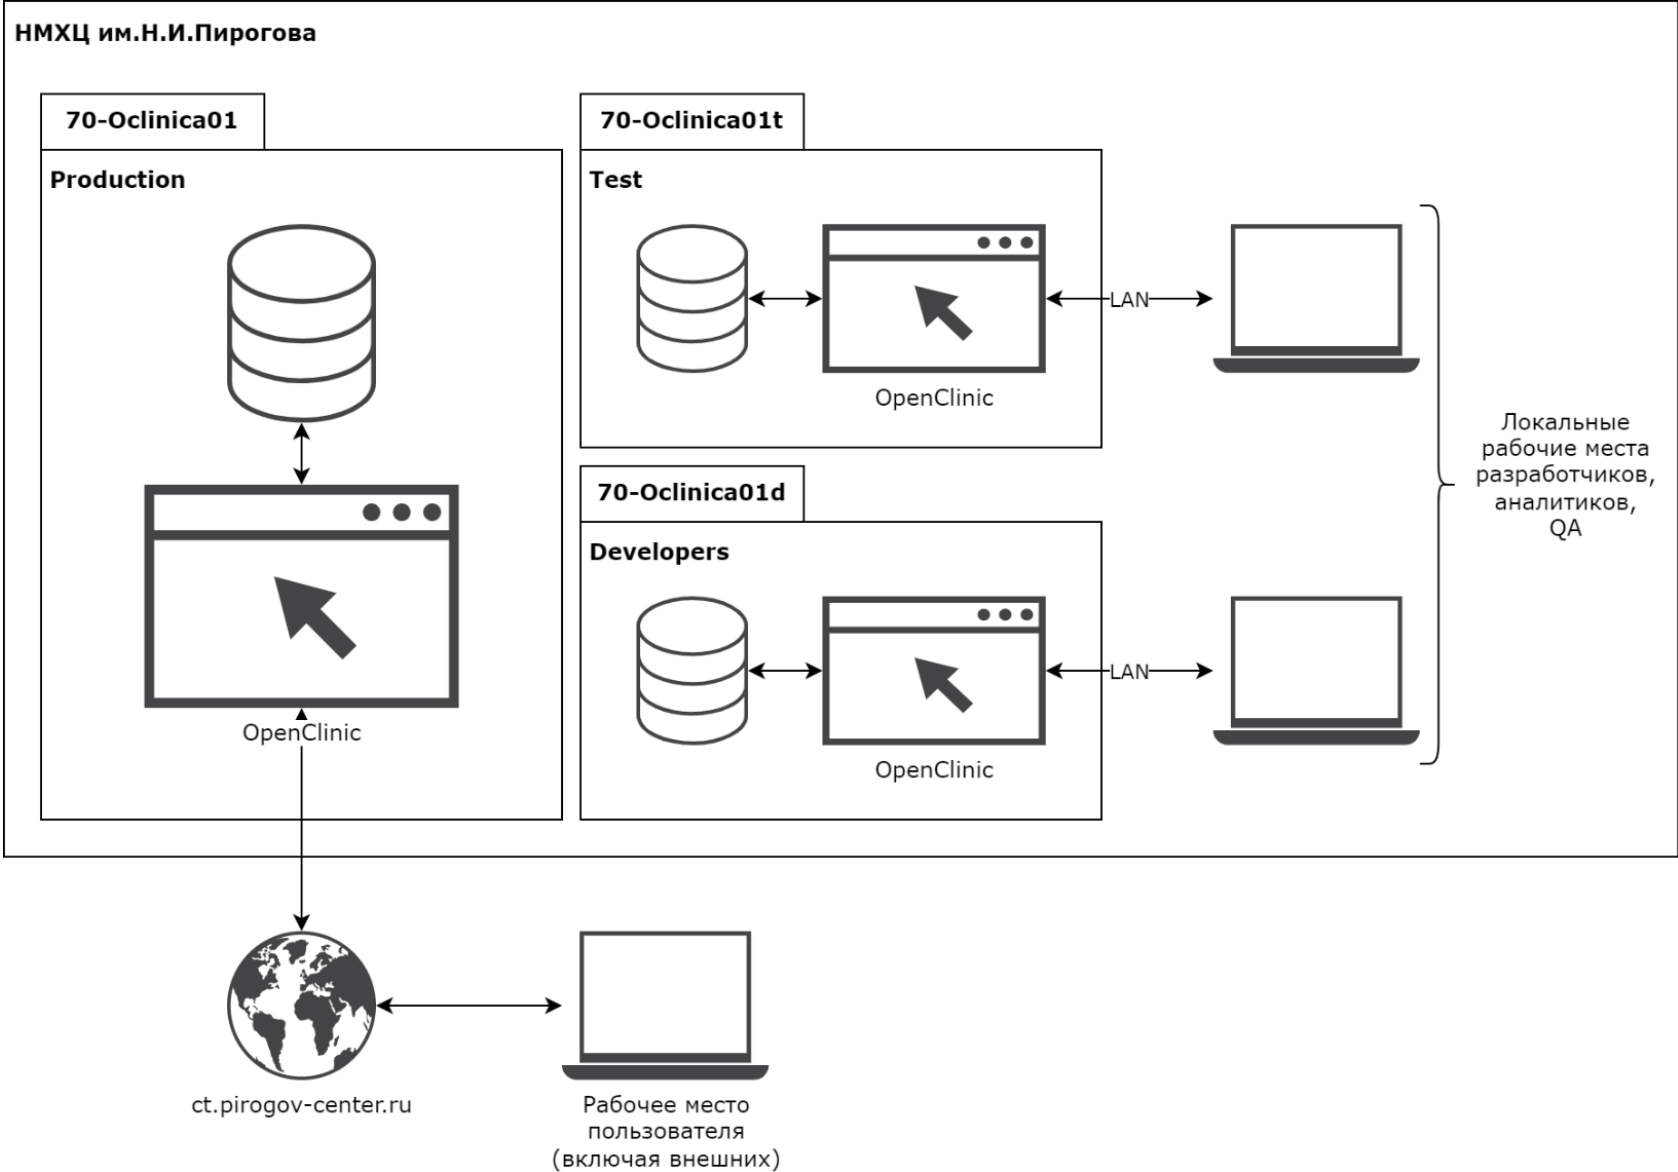 НМХЦ им.Н.И.Пирогова
70-Oclinica01
Production
OpenClinic
70-Oclinica01t
Test
OpenClinic
LAN
70-Oclinica01d
Developers
OpenClinic
LAN
Локальные
рабочие места
разработчиков,
аналитиков,
QA
ct.pirogov-center.ru
Рабочее место
пользователя
(включая внешних)